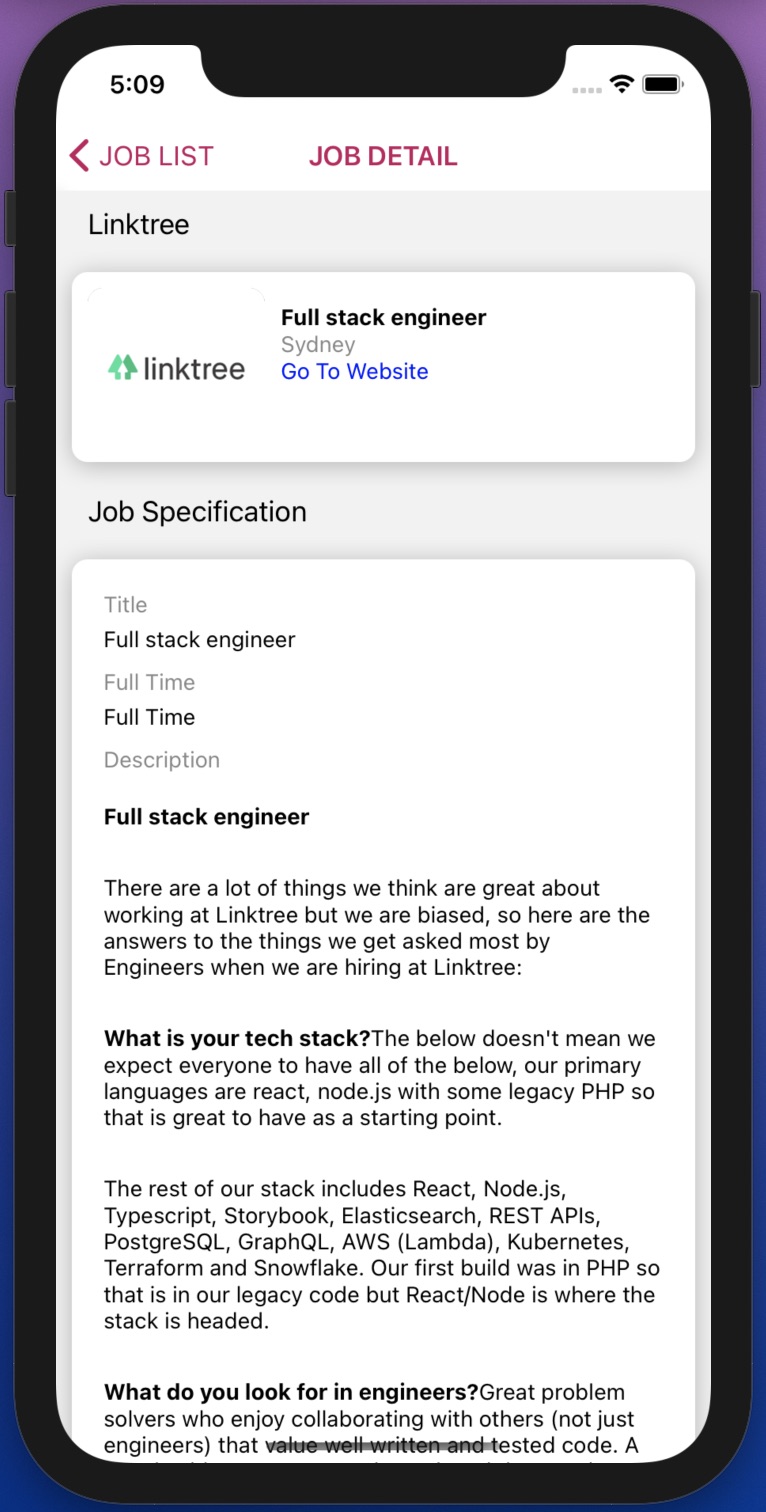 5:09
JOB LIST
JOB DETAIL
Linktree
linktree
Full stack engineer
Sydney
Go To Website
Job Specification
Title
Full stack engineer
Full Time
Full Time
Description
Full stack engineer
There are a lot of things we think are great about
working at Linktree but we are biased, so here are the
answers to the things we get asked most by
Engineers when we are hiring at Linktree:
What is your tech stack?The below doesn't mean we
expect everyone to have all of the below, our primary
languages are react, node.js with some legacy PHP so
that is great to have as a starting point.
The rest of our stack includes React, Node.js,
Typescript, Storybook, Elasticsearch, REST APIs,
PostgreSQL, GraphQL, AWS (Lambda), Kubernetes,
Terraform and Snowflake. Our first build was in PHP so
that is in our legacy code but React/Node is where the
stack is headed.
What do you look for in engineers?Great problem
solvers who enjoy collaborating with others (not just
engineers) that value well written and tested code. A